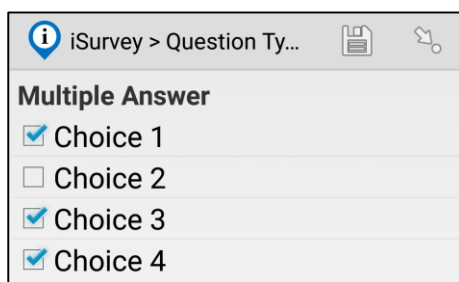 iSurvey > Question Ty...
Multiple Answer
Choice 1
Choice 2
Choice 3
Choice 4